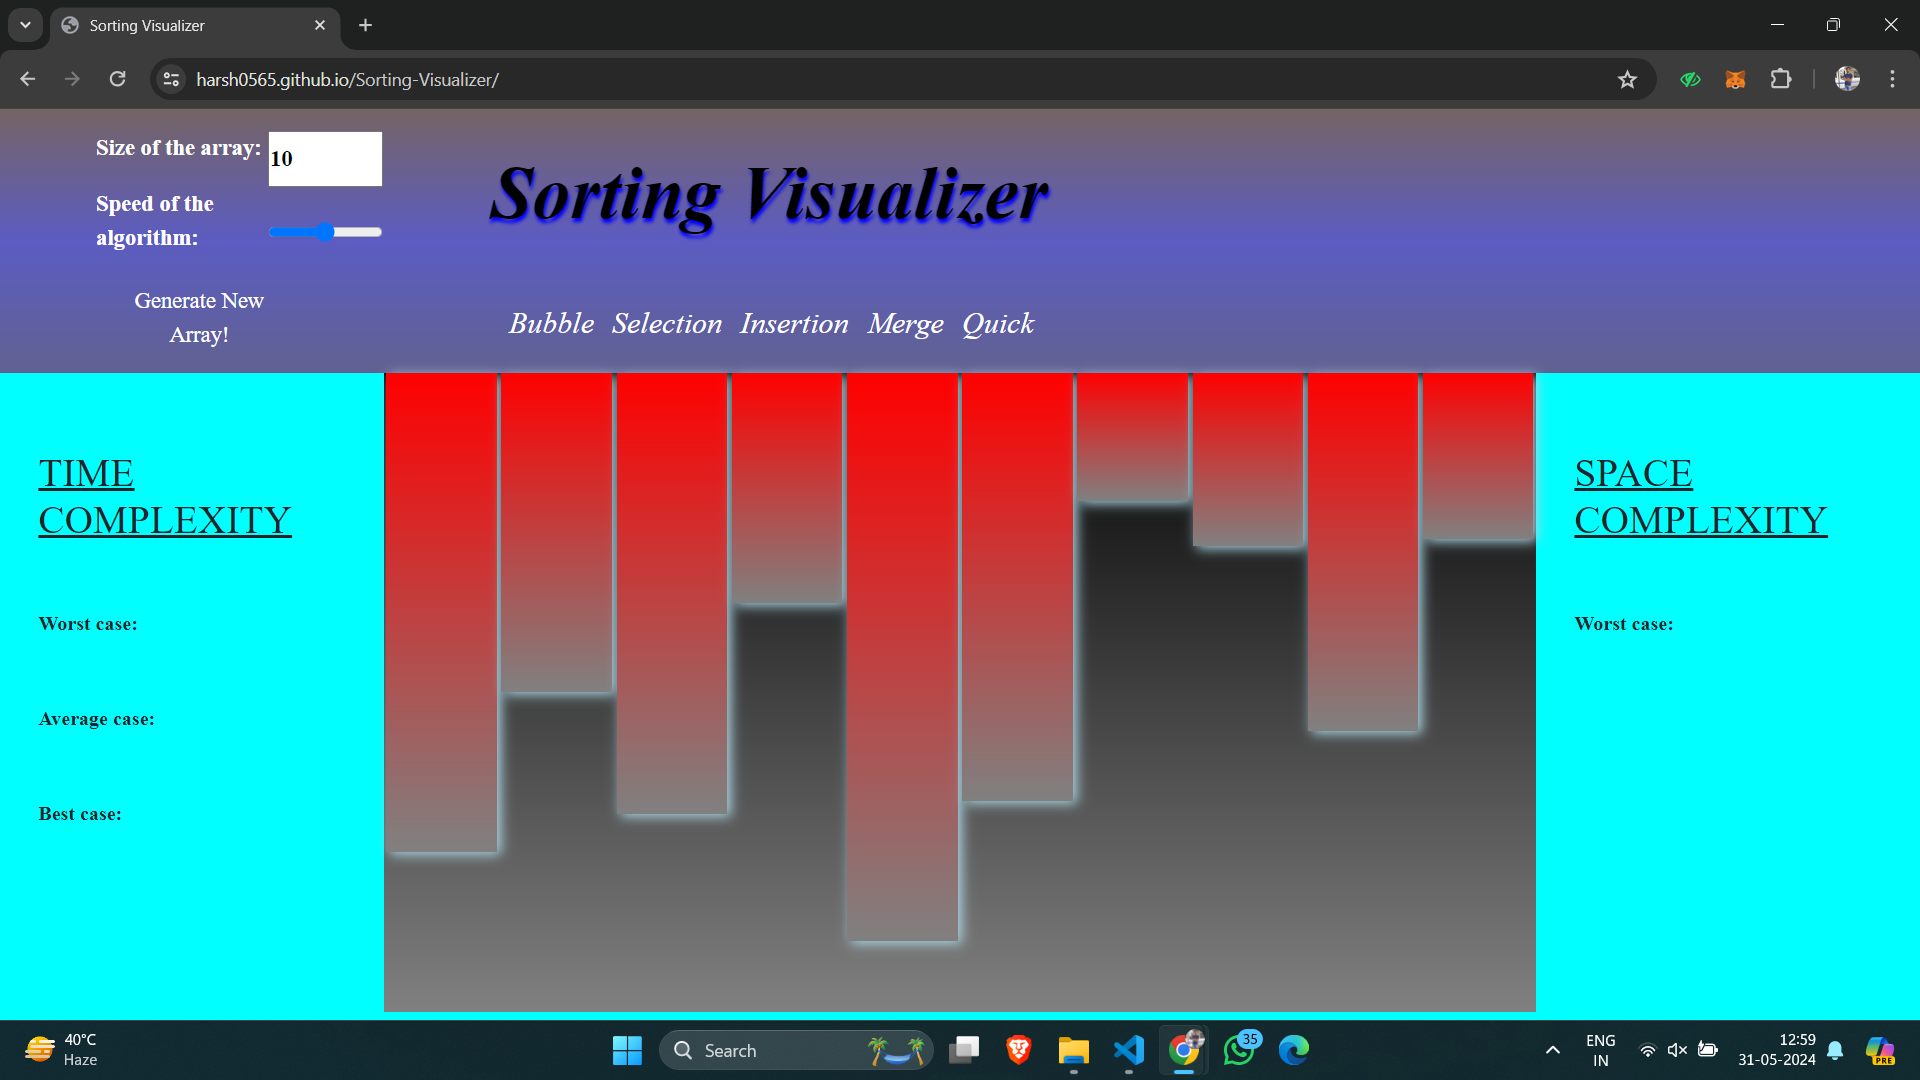 Sorting Visualizer
harsh0565.github.io/Sorting-Visualizer/
Size of the array: 10
Speed of the
algorithm:
Generate New
Array!
Sorting Visualizer
Bubble Selection Insertion Merge Quick
TIME
COMPLEXITY
Worst case:
Average case:
Best case:
SPACE
COMPLEXITY
Worst case:
40°C
Haze
Search
35
ENG
IN
12:59
31-05-2024
PRE